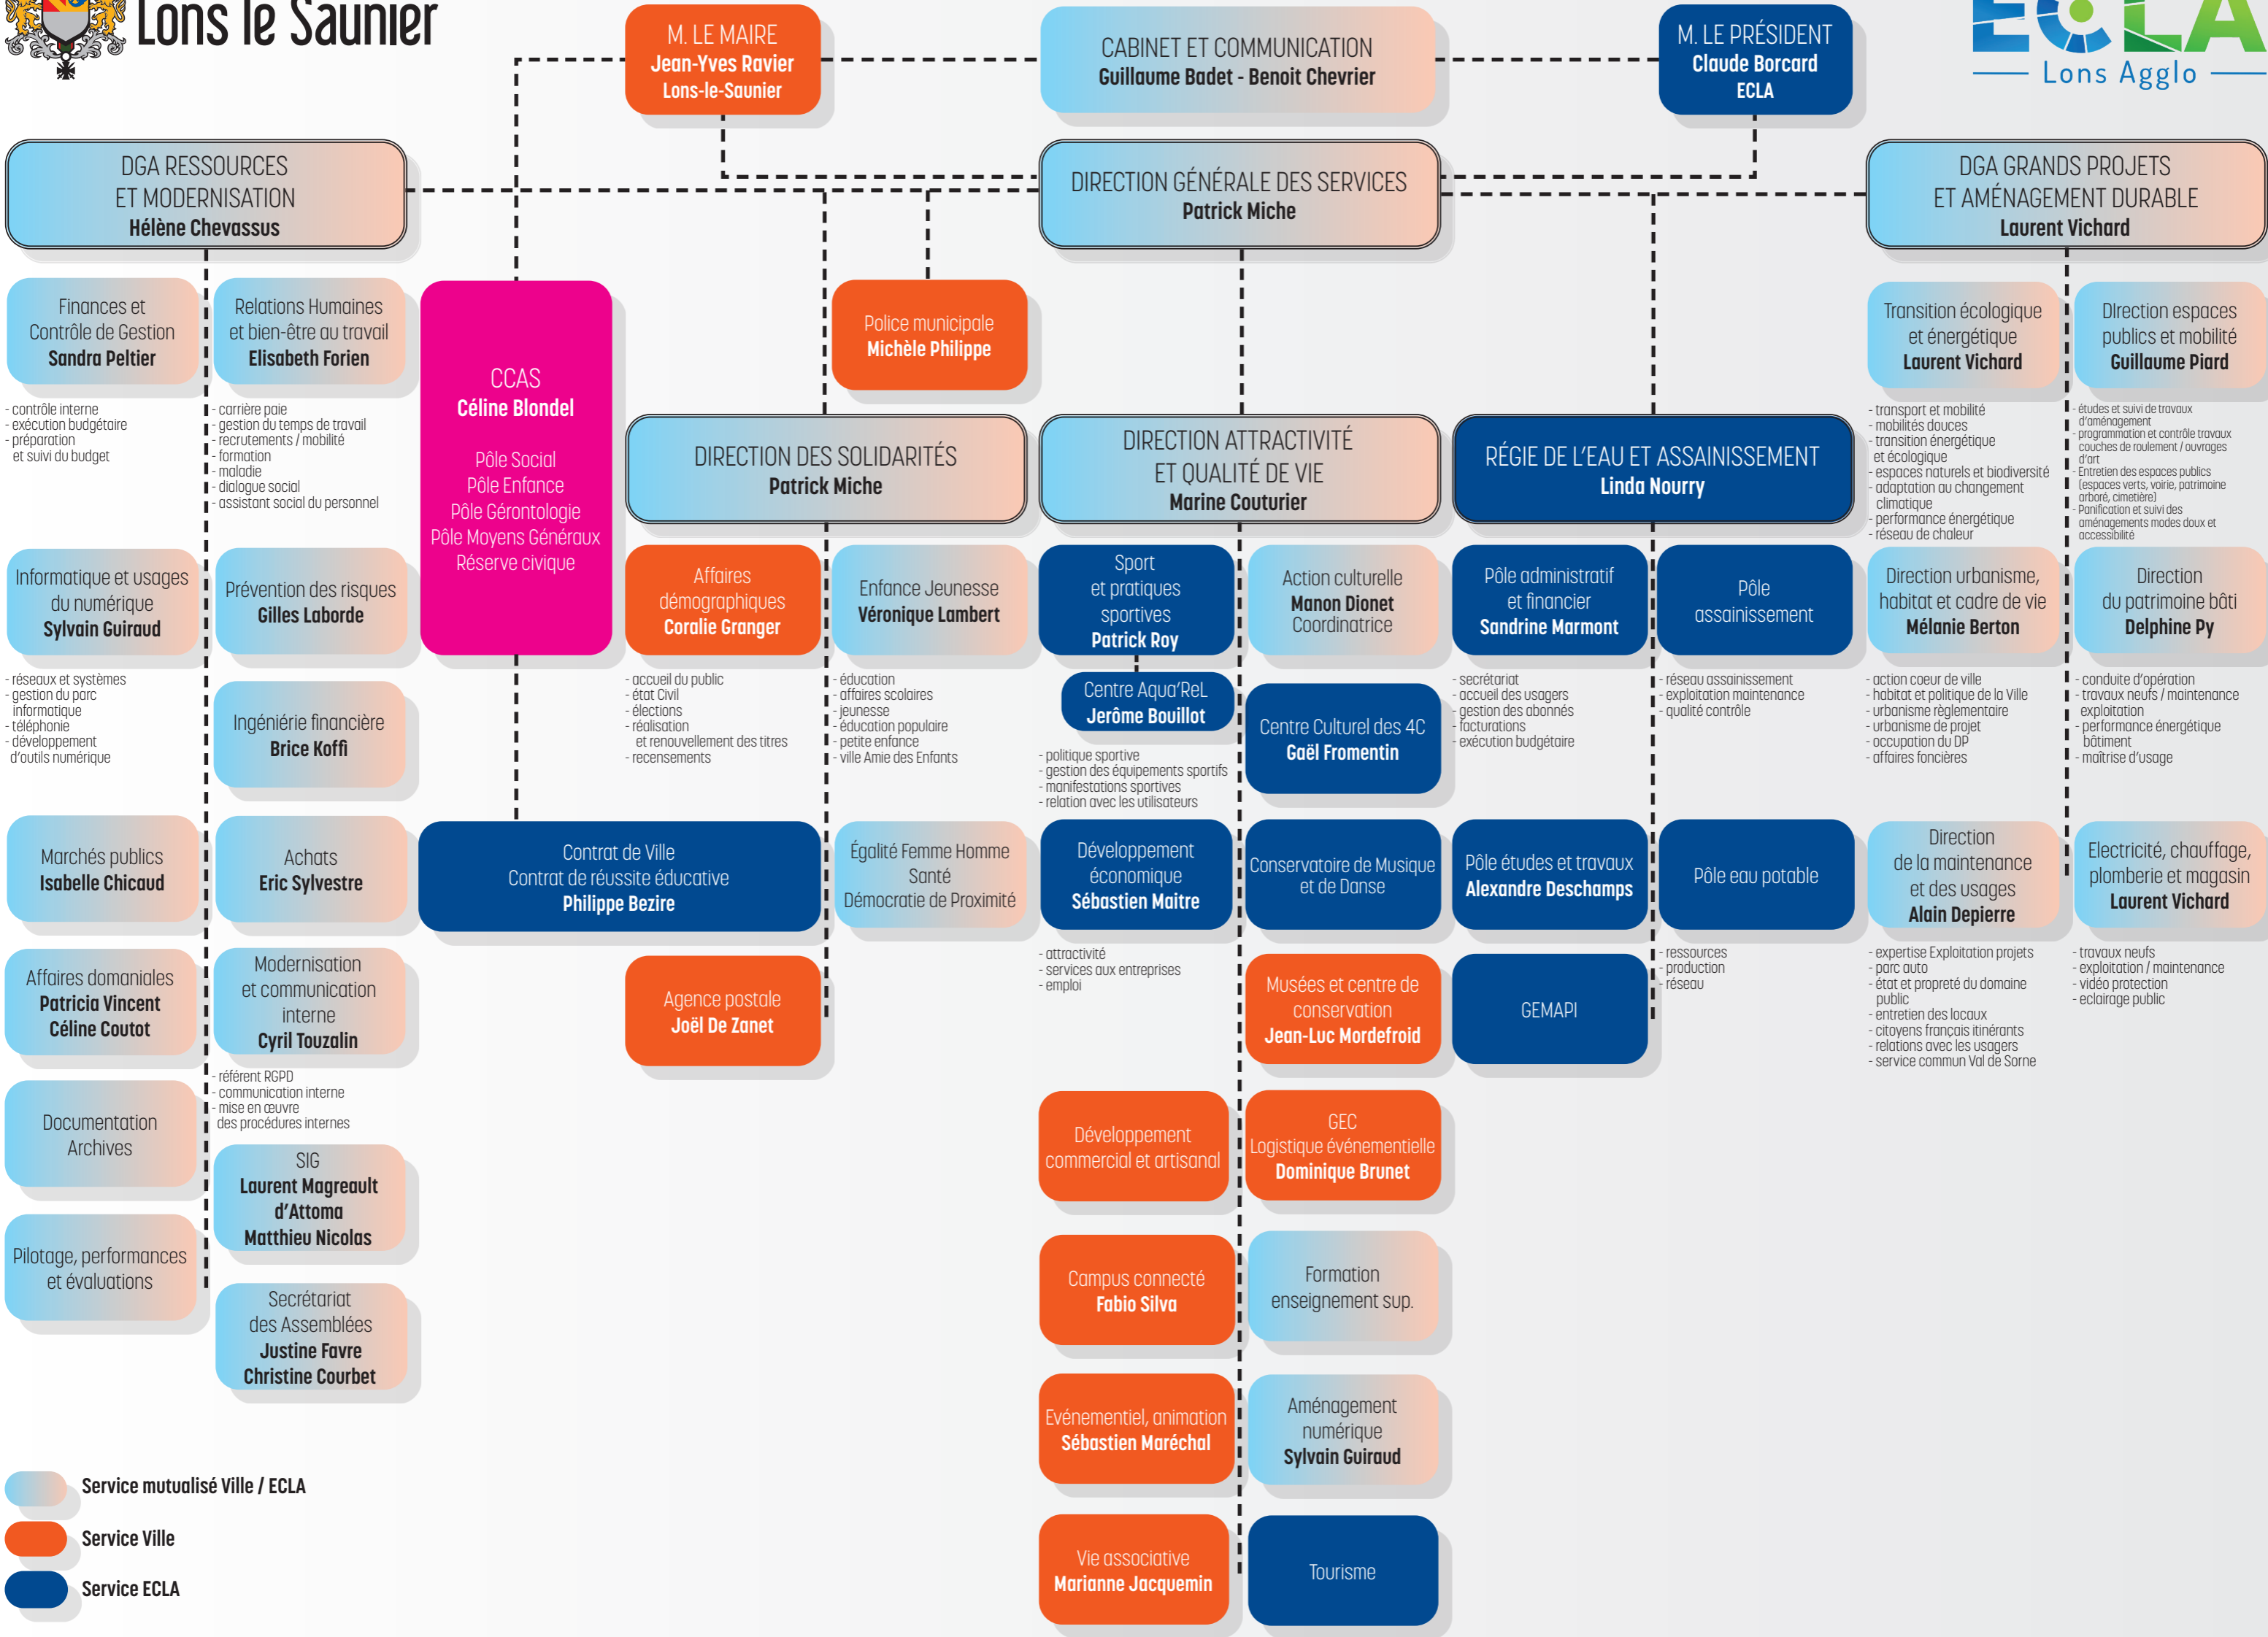 Lons le Saunier
M. LE MAIRE
Jean-Yves Ravier
Lons-le-Saunier
CABINET ET COMMUNICATION
Guillaume Badet - Benoit Chevrier
M. LE PRÉSIDENT
Claude Borcard
ECLA
ECLA
Lons Agglo
DGA RESSOURCES
ET MODERNISATION
Hélène Chevassus
DIRECTION GÉNÉRALE DES SERVICES
Patrick Miche
DGA GRANDS PROJETS
ET AMÉNAGEMENT DURABLE
Laurent Vichard
Finances et
Contrôle de Gestion
Sandra Peltier
- contrôle interne
- exécution budgétaire
- préparation
et suivi du budget
Relations Humaines
et bien-être au travail
Elisabeth Forien
- carrière paie
- gestion du temps de travail
- recrutements / mobilité
- formation
- maladie
- dialogue social
- assistant social du personnel
Informatique et usages
du numérique
Sylvain Guiraud
- réseaux et systèmes
- gestion du parc
informatique
- téléphonie
- développement
d'outils numérique
Prévention des risques
Gilles Laborde
Ingéniérie financière
Brice Koffi
Marchés publics
Isabelle Chicaud
Achats
Eric Sylvestre
Affaires domaniales
Patricia Vincent
Céline Coutot
Modernisation
et communication
interne
Cyril Touzalin
- référent RGPD
- communication interne
- mise en œuvre
des procédures internes
Documentation
Archives
SIG
Laurent Magreault
d'Attoma
Matthieu Nicolas
Pilotage, performances
et évaluations
Secrétariat
des Assemblées
Justine Favre
Christine Courbet
CCAS
Céline Blondel
Pôle Social
Pôle Enfance
Pôle Gérontologie
Pôle Moyens Généraux
Réserve civique
Contrat de Ville
Contrat de réussite éducative
Philippe Bezire
Police municipale
Michèle Philippe
DIRECTION DES SOLIDARITÉS
Patrick Miche
Affaires
démographiques
Coralie Granger
- accueil du public
- état Civil
- élections
- réalisation
et renouvellement des titres
- recensements
Enfance Jeunesse
Véronique Lambert
- éducation
- affaires scolaires
- jeunesse
- éducation populaire
- petite enfance
- ville Amie des Enfants
Égalité Femme Homme
Santé
Démocratie de Proximité
Agence postale
Joël De Zanet
DIRECTION ATTRACTIVITÉ
ET QUALITÉ DE VIE
Marine Couturier
Sport
et pratiques
sportives
Patrick Roy
Centre Aqua'ReL
Jerôme Bouillot
- politique sportive
- gestion des équipements sportifs
- manifestations sportives
- relation avec les utilisateurs
Action culturelle
Manon Dionet
Coordinatrice
Centre Culturel des 4C
Gaël Fromentin
Développement
économique
Sébastien Maitre
- attractivité
- services aux entreprises
- emploi
Conservatoire de Musique
et de Danse
Musées et centre de
conservation
Jean-Luc Mordefroid
Développement
commercial et artisanal
GEC
Logistique événementielle
Dominique Brunet
Campus connecté
Fabio Silva
Formation
enseignement sup.
Evénementiel, animation
Sébastien Maréchal
Aménagement
numérique
Sylvain Guiraud
Vie associative
Marianne Jacquemin
Tourisme
RÉGIE DE L'EAU ET ASSAINISSEMENT
Linda Nourry
Pôle administratif
et financier
Sandrine Marmont
- secrétariat
- accueil des usagers
- gestion des abonnés
- facturations
- exécution budgétaire
Pôle
assainissement
- réseau assainissement
- exploitation maintenance
- qualité contrôle
Pôle études et travaux
Alexandre Deschamps
Pôle eau potable
- ressources
- production
- réseau
GEMAPI
Transition écologique
et énergétique
Laurent Vichard
- transport et mobilité
- mobilités douces
- transition énergétique
et écologique
- espaces naturels et biodiversité
- adaptation au changement
climatique
- performance énergétique
- réseau de chaleur
DIrection espaces
publics et mobilité
Guillaume Piard
- études et suivi de travaux
d'aménagement
- programmation et contrôle travaux
couches de roulement / ouvrages
d'art
- Entretien des espaces publics
(espaces verts, voirie, patrimoine
arboré, cimetière)
- Panification et suivi des
aménagements modes doux et
accessibilité
Direction urbanisme,
habitat et cadre de vie
Mélanie Berton
- action coeur de ville
- habitat et politique de la Ville
- urbanisme règlementaire
- urbanisme de projet
- occupation du DP
- affaires foncières
Direction
du patrimoine bâti
Delphine Py
- conduite d'opération
- travaux neufs / maintenance
exploitation
- performance énergétique
bâtiment
- maîtrise d'usage
Direction
de la maintenance
et des usages
Alain Depierre
- expertise Exploitation projets
- parc auto
- état et propreté du domaine
public
- entretien des locaux
- citoyens français itinérants
- relations avec les usagers
- service commun Val de Sorne
Electricité, chauffage,
plomberie et magasin
Laurent Vichard
- travaux neufs
- exploitation / maintenance
- vidéo protection
- eclairage public
Service mutualisé Ville / ECLA
Service Ville
Service ECLA